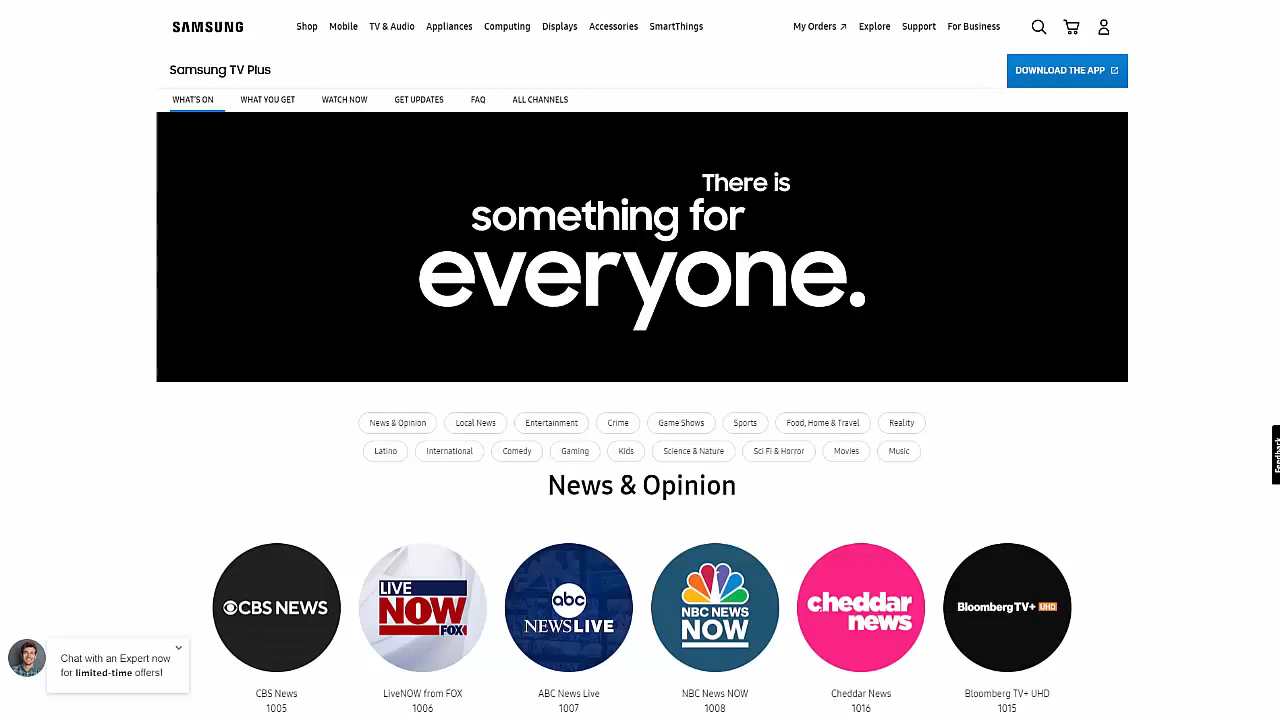 SAMSUNG
Shop
Mobile
TV & Audio
Appliances
Computing
Displays
Accessories
SmartThings
My Orders
Explore
Support
For Business
Samsung TV Plus
DOWNLOAD THE APP
WHAT'S ON
WHAT YOU GET
WATCH NOW
GET UPDATES
FAQ
ALL CHANNELS
There is
something for
everyone.
News & Opinion
Local News
Entertainment
Crime
Game Shows
Sports
Food, Home & Travel
Reality
Latino
International
Comedy
Gaming
Kids
Science & Nature
Sci Fi & Horror
Movies
Music
Feedback
News & Opinion
CBS NEWS
LIVE
NOW
FOX
abc
NEWS LIVE
NBC NEWS
NOW
cheddar
news
Bloomberg TV+ UHD
Chat with an Expert now
for limited-time offers!
CBS News
1005
LiveNOW from FOX
1006
ABC News Live
1007
NBC News NOW
1008
Cheddar News
1016
Bloomberg TV+ UHD
1015